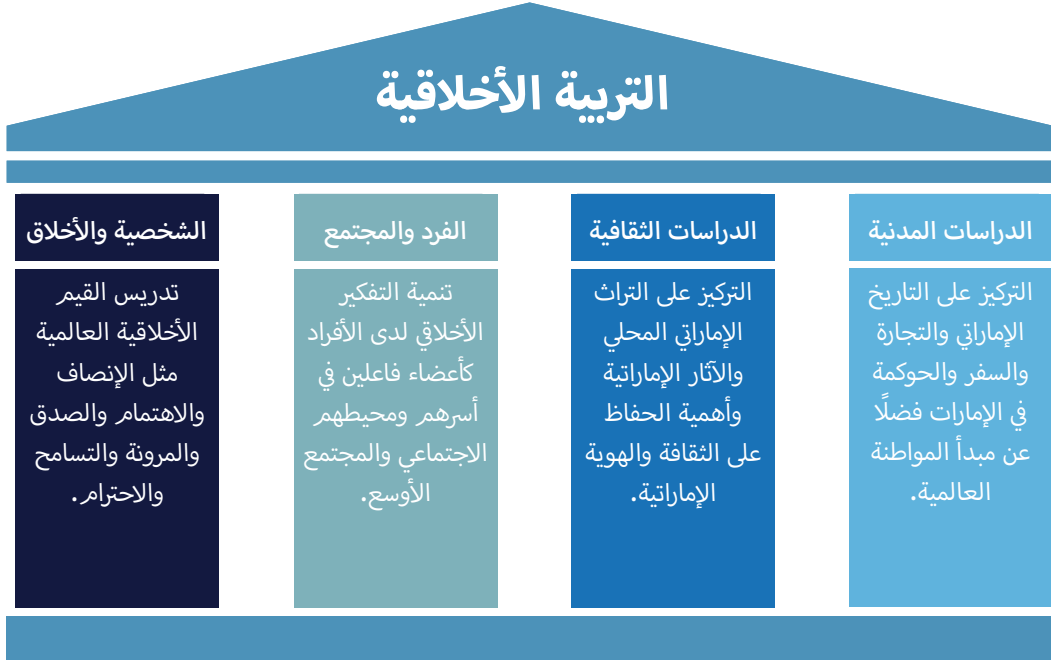 التربية الأخلاقية
الدراسات المدنية
التركيز على التاريخ
الإماراتي والتجارة
والسفر والحوكمة
في الإمارات فضلًا
عن مبدأ المواطنة
العالمية.
الدراسات الثقافية
التركيز على التراث
الإماراتي المحلي
والآثار الإماراتية
وأهمية الحفاظ
على الثقافة والهوية
الإماراتية.
الفرد والمجتمع
تنمية التفكير
الأخلاقي لدى الأفراد
كأعضاء فاعلين في
أسرهم ومحيطهم
الاجتماعي والمجتمع
الأوسع.
الشخصية والأخلاق
تدريس القيم
الأخلاقية العالمية
مثل الإنصاف
والاهتمام والصدق
والمرونة والتسامح
والاحترام.